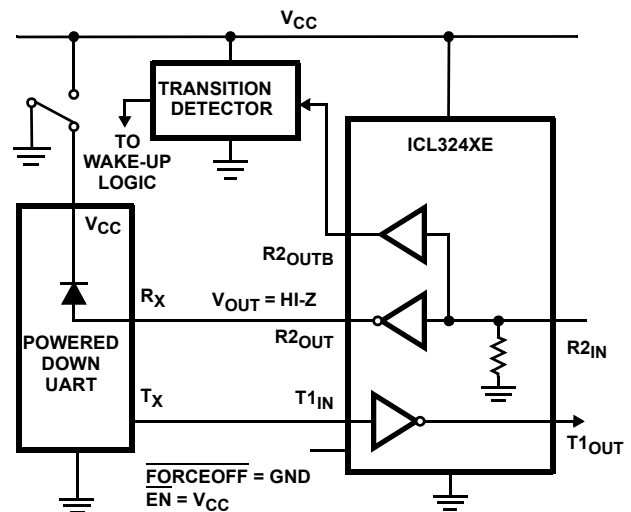 VCC
TRANSITION
DETECTOR
TO
WAKE-UP
LOGIC
ICL324XE
VCC
R2OUTB
RX
VOUT = HI-Z
R2OUT
POWERED
DOWN
UART
R2IN
TX
T1IN
T1OUT
FORCEOFF = GND
EN = VCC